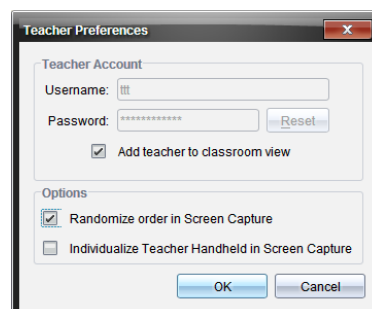 Teacher Preferences
Teacher Account
Username: ttt
Password: ************ Reset
Add teacher to classroom view
Options
Randomize order in Screen Capture
Individualize Teacher Handheld in Screen Capture
OK Cancel